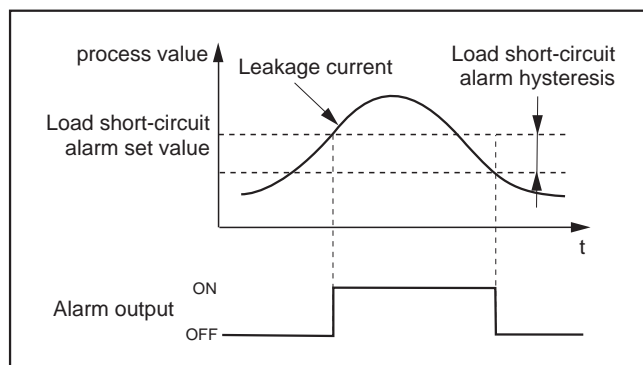 process value
Leakage current
Load short-circuit
alarm hysteresis
Load short-circuit
alarm set value
t
ON
Alarm output
OFF